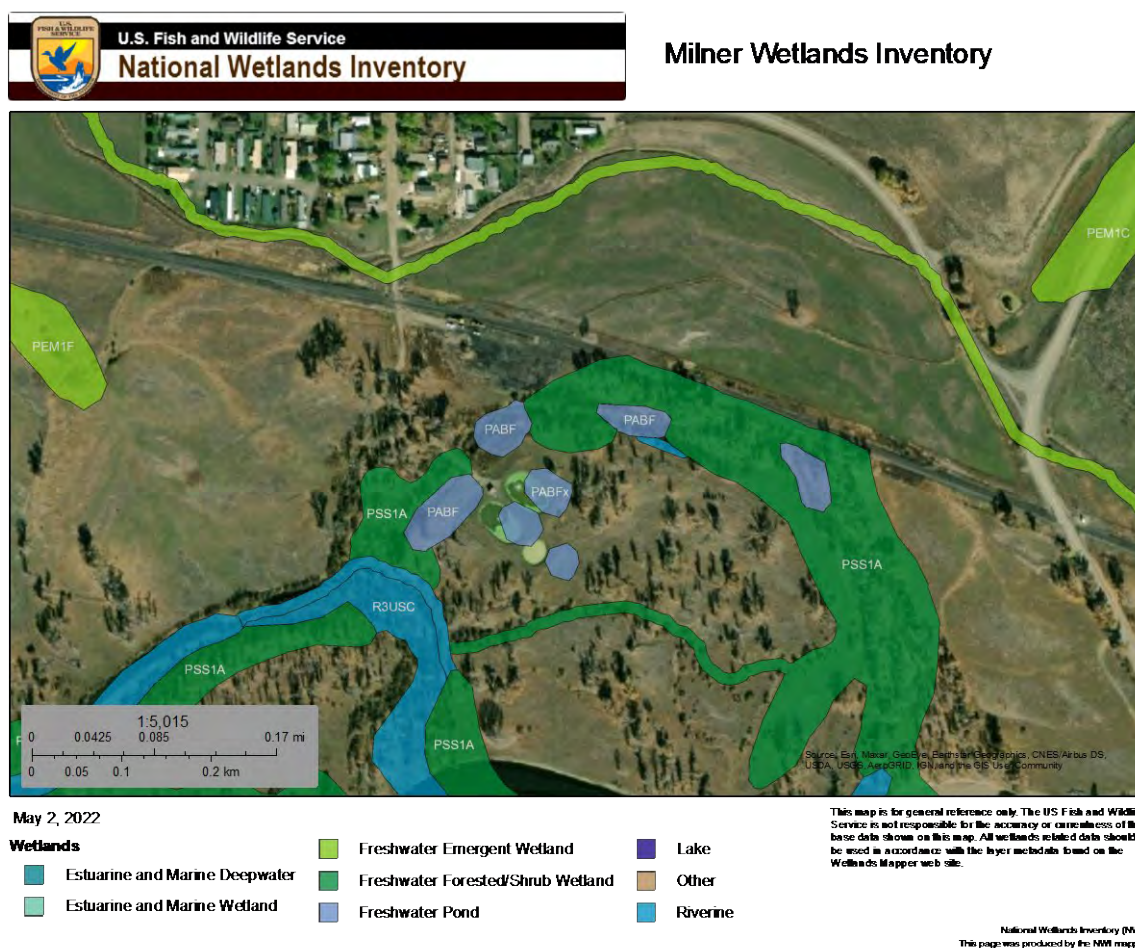 U.S.
FISH & WILDLIFE
SERVICE
U.S. Fish and Wildlife Service
National Wetlands Inventory
Milner Wetlands Inventory
PEM1C
PEM1F
PABF
PABF
PABFx
PSS1A
PABF
PSS1A
R3USC
PSS1A
PSS1A
1:5,015
0 0.0425 0.085 0.17 mi
0 0.05 0.1 0.2 km
Source, Esri, Maxar, GeoEye, Earthstar Geographics, CNES/Airbus DS,
USDA, USGS, AeroGRID, IGN, and the GIS User Community
May 2, 2022
Wetlands
Estuarine and Marine Deepwater
Estuarine and Marine Wetland
Freshwater Emergent Wetland
Freshwater Forested/Shrub Wetland
Freshwater Pond
Lake
Other
Riverine
This map is for general reference only. The US Fish and Wildli
Service is not responsible for the accuracy or currentness of th
base data shown on this map. All wetlands related data should
be used in accordance with the layer metadata found on the
Wetlands Mapper web site.
National Wetlands Inventory (NW
This page was produced by the NWI mapp